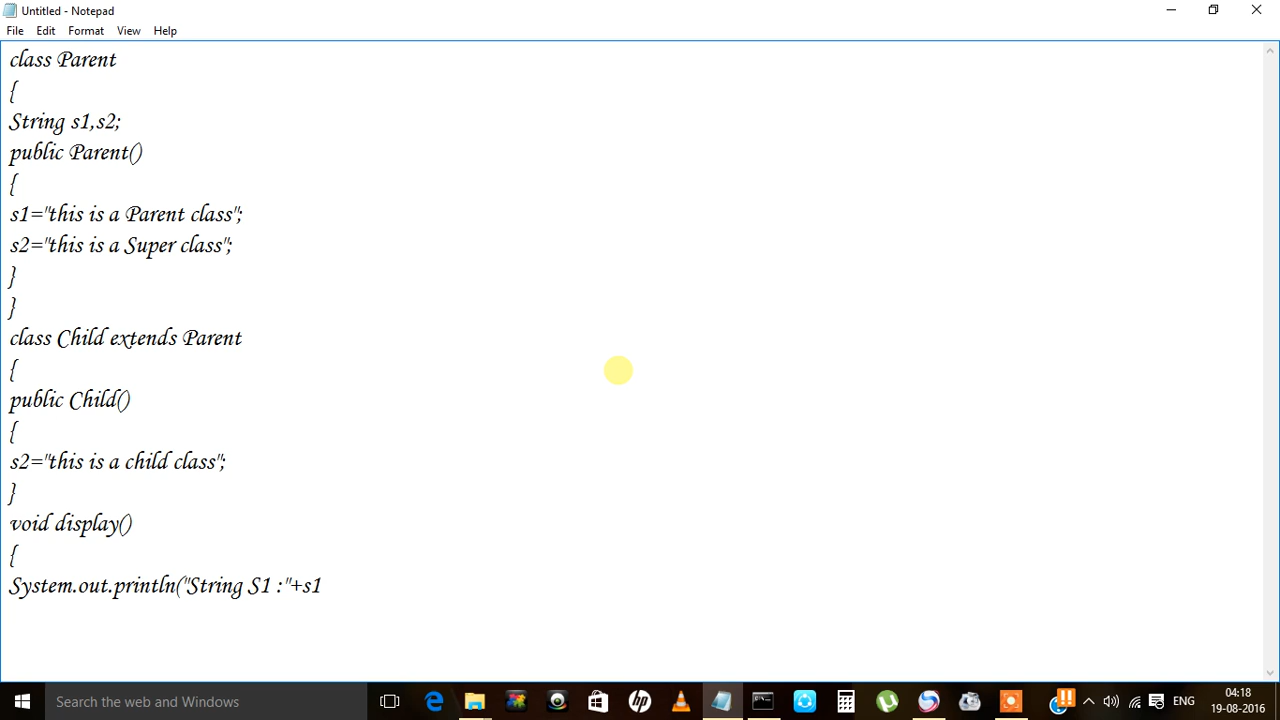 Untitled - Notepad
File Edit Format View Help
class Parent
{
String s1,s2;
public Parent()
{
s1="this is a Parent class";
s2="this is a Super class";
}
}
class Child extends Parent
{
public Child()
{
s2="this is a child class";
}
void display()
{
System.out.println("String S1 :"+s1
Search the web and Windows
hp
ENG
04:18
19-08-2016